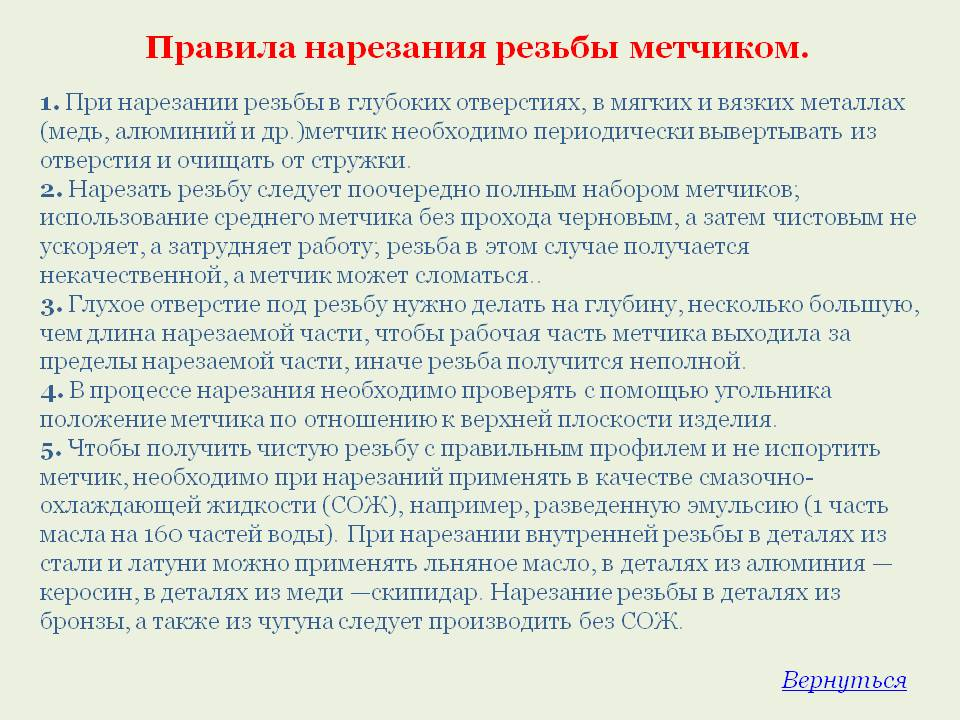 Правила нарезания резьбы метчиком.
1. При нарезании резьбы в глубоких отверстиях, в мягких и вязких металлах
(медь, алюминий и др.)метчик необходимо периодически вывертывать из
отверстия и очищать от стружки.
2. Нарезать резьбу следует поочередно полным набором метчиков;
использование среднего метчика без прохода черновым, а затем чистовым не
ускоряет, а затрудняет работу; резьба в этом случае получается
некачественной, а метчик может сломаться..
3. Глухое отверстие под резьбу нужно делать на глубину, несколько большую,
чем длина нарезаемой части, чтобы рабочая часть метчика выходила за
пределы нарезаемой части, иначе резьба получится неполной.
4. В процессе нарезания необходимо проверять с помощью угольника
положение метчика по отношению к верхней плоскости изделия.
5. Чтобы получить чистую резьбу с правильным профилем и не испортить
метчик, необходимо при нарезаний применять в качестве смазочно-
охлаждающей жидкости (СОЖ), например, разведенную эмульсию (1 часть
масла на 160 частей воды). При нарезании внутренней резьбы в деталях из
стали и латуни можно применять льняное масло, в деталях из алюминия —
керосин, в деталях из меди —скипидар. Нарезание резьбы в деталях из
бронзы, а также из чугуна следует производить без СОЖ.
Вернуться